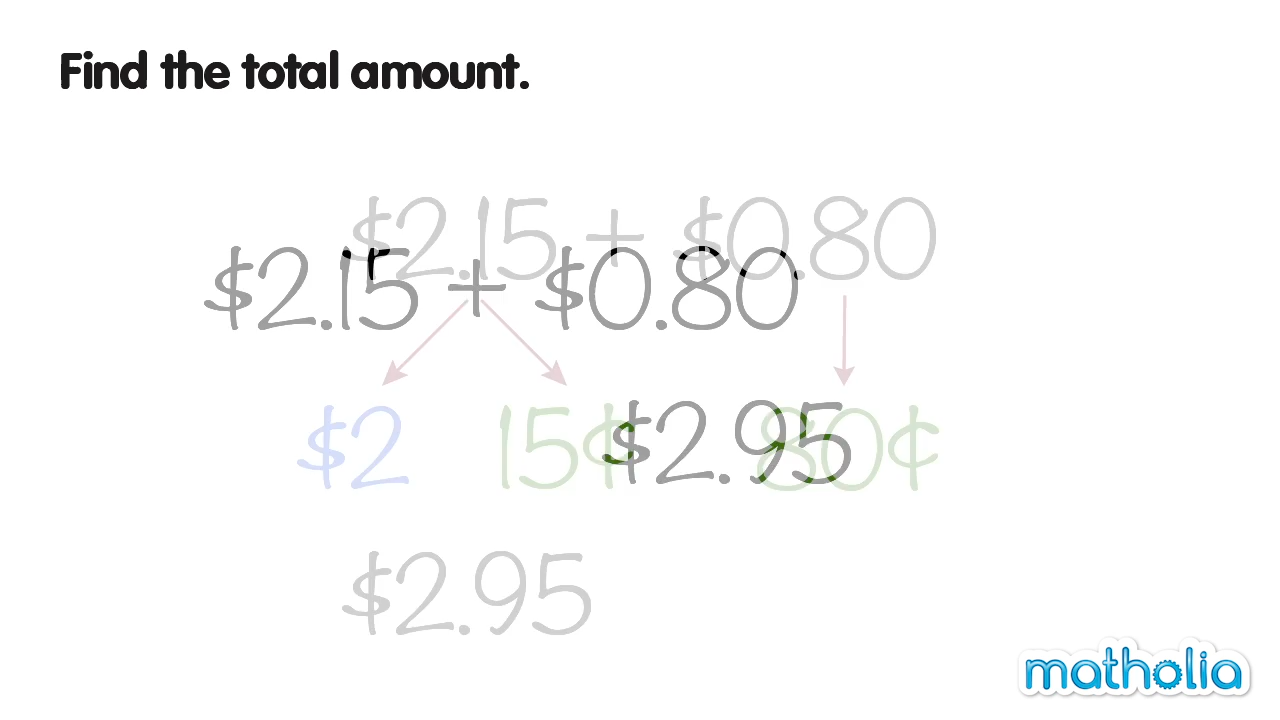 Find the total amount.
$2.15 + $0.80
$2.15 + $0.80
$2 15¢ 80¢
$2.95
$2.95
matholia